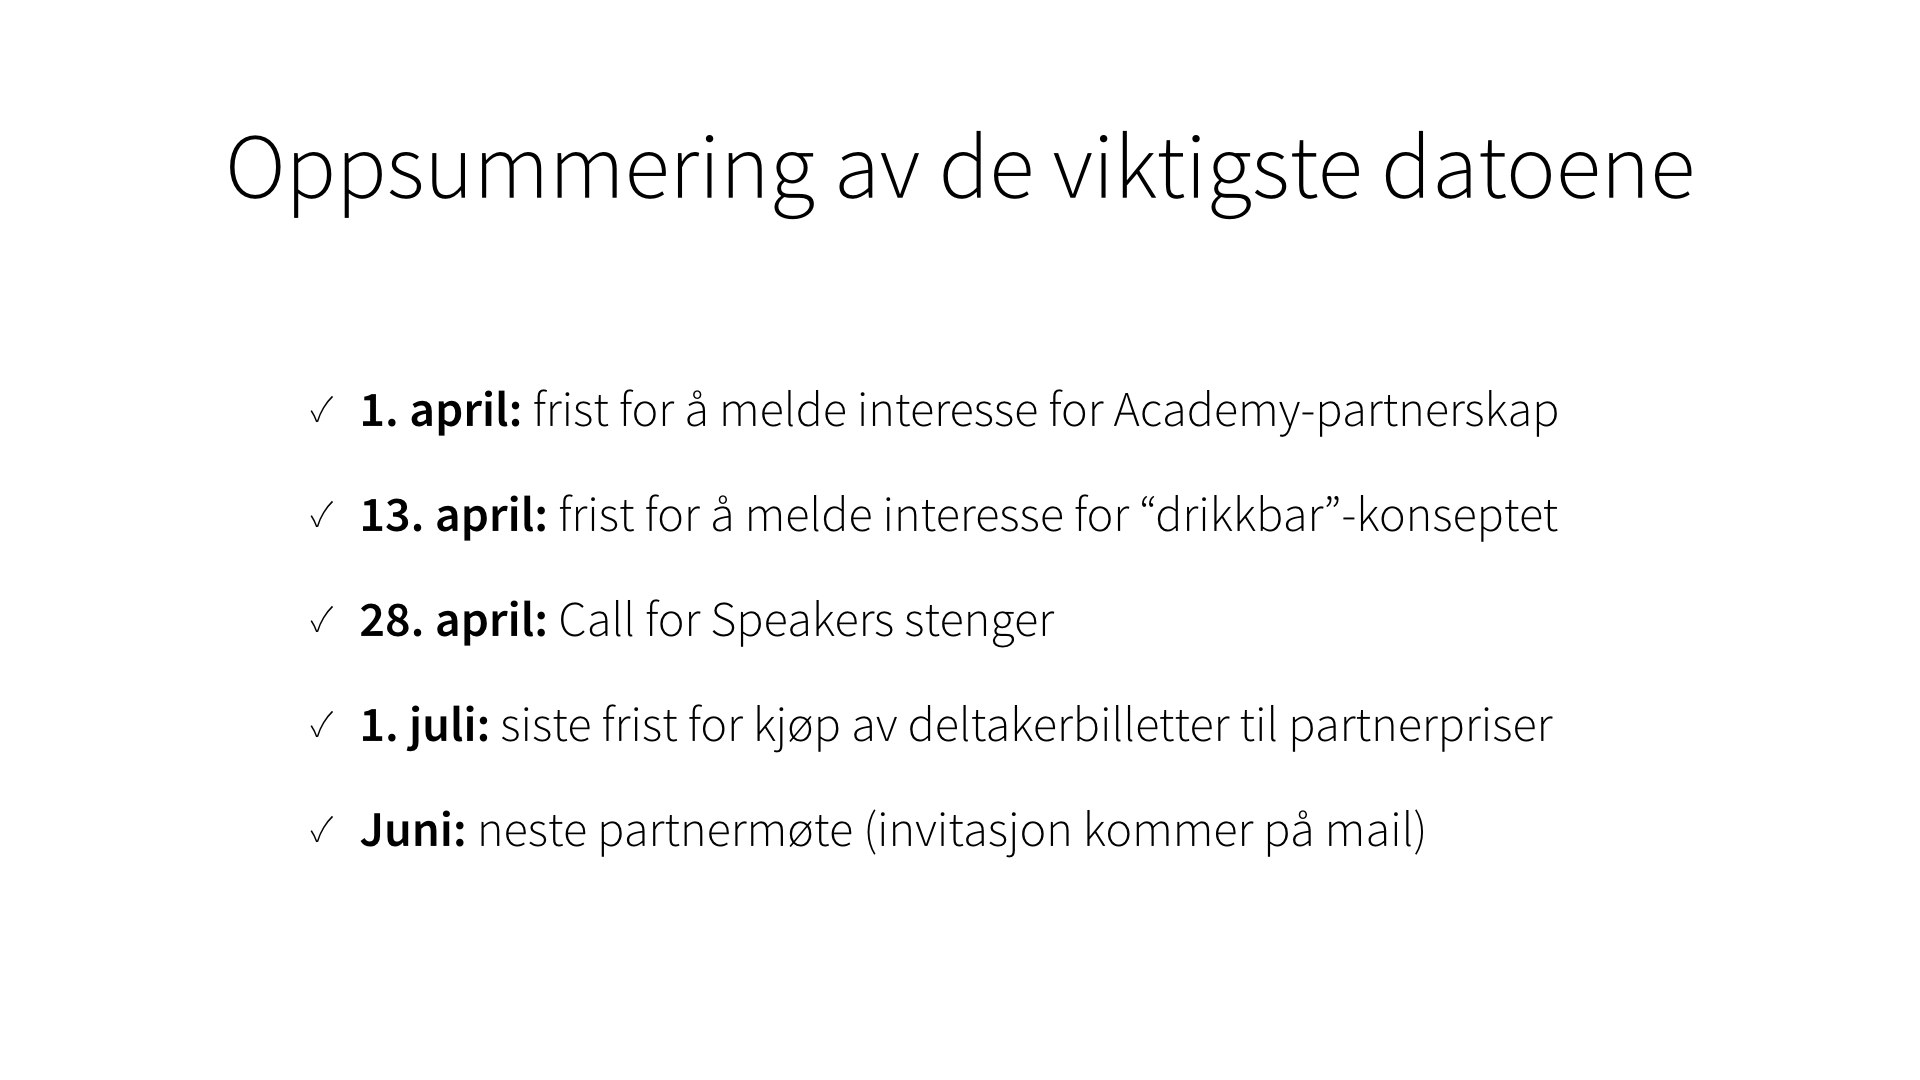 Oppsummering av de viktigste datoene
✓ 1. april: frist for å melde interesse for Academy-partnerskap
✓ 13. april: frist for å melde interesse for “drikkbar”-konseptet
✓ 28. april: Call for Speakers stenger
✓ 1. juli: siste frist for kjøp av deltakerbilletter til partnerpriser
✓ Juni: neste partnermøte (invitasjon kommer på mail)